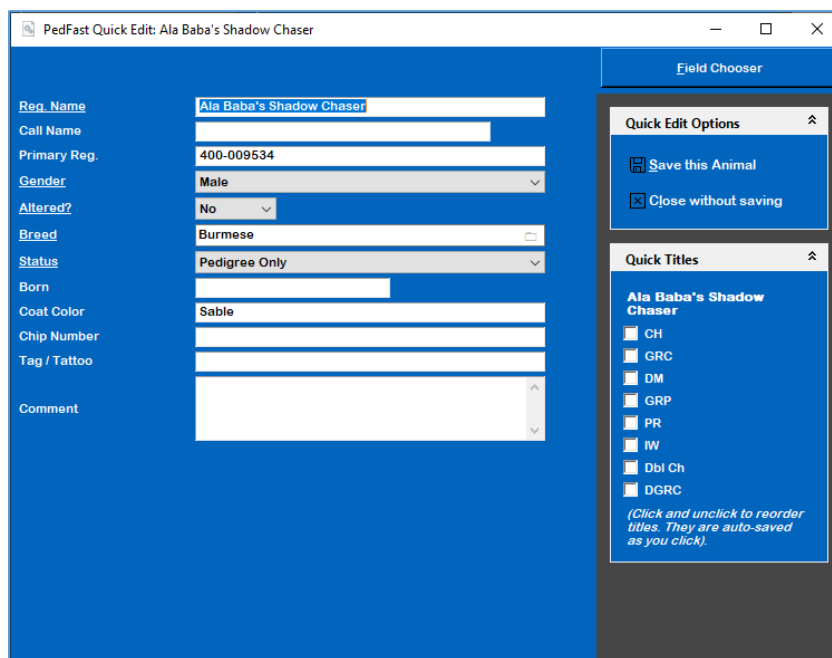 PedFast Quick Edit: Ala Baba's Shadow Chaser
Field Chooser
Reg. Name Ala Baba's Shadow Chaser
Call Name
Primary Reg. 400-009534
Gender Male
Altered? No
Breed Burmese
Status Pedigree Only
Born
Coat Color Sable
Chip Number
Tag / Tattoo
Comment
Quick Edit Options
Save this Animal
Close without saving
Quick Titles
Ala Baba's Shadow
Chaser
CH
GRC
DM
GRP
PR
IW
Dbl Ch
DGRC
(Click and unclick to reorder
titles. They are auto-saved
as you click).